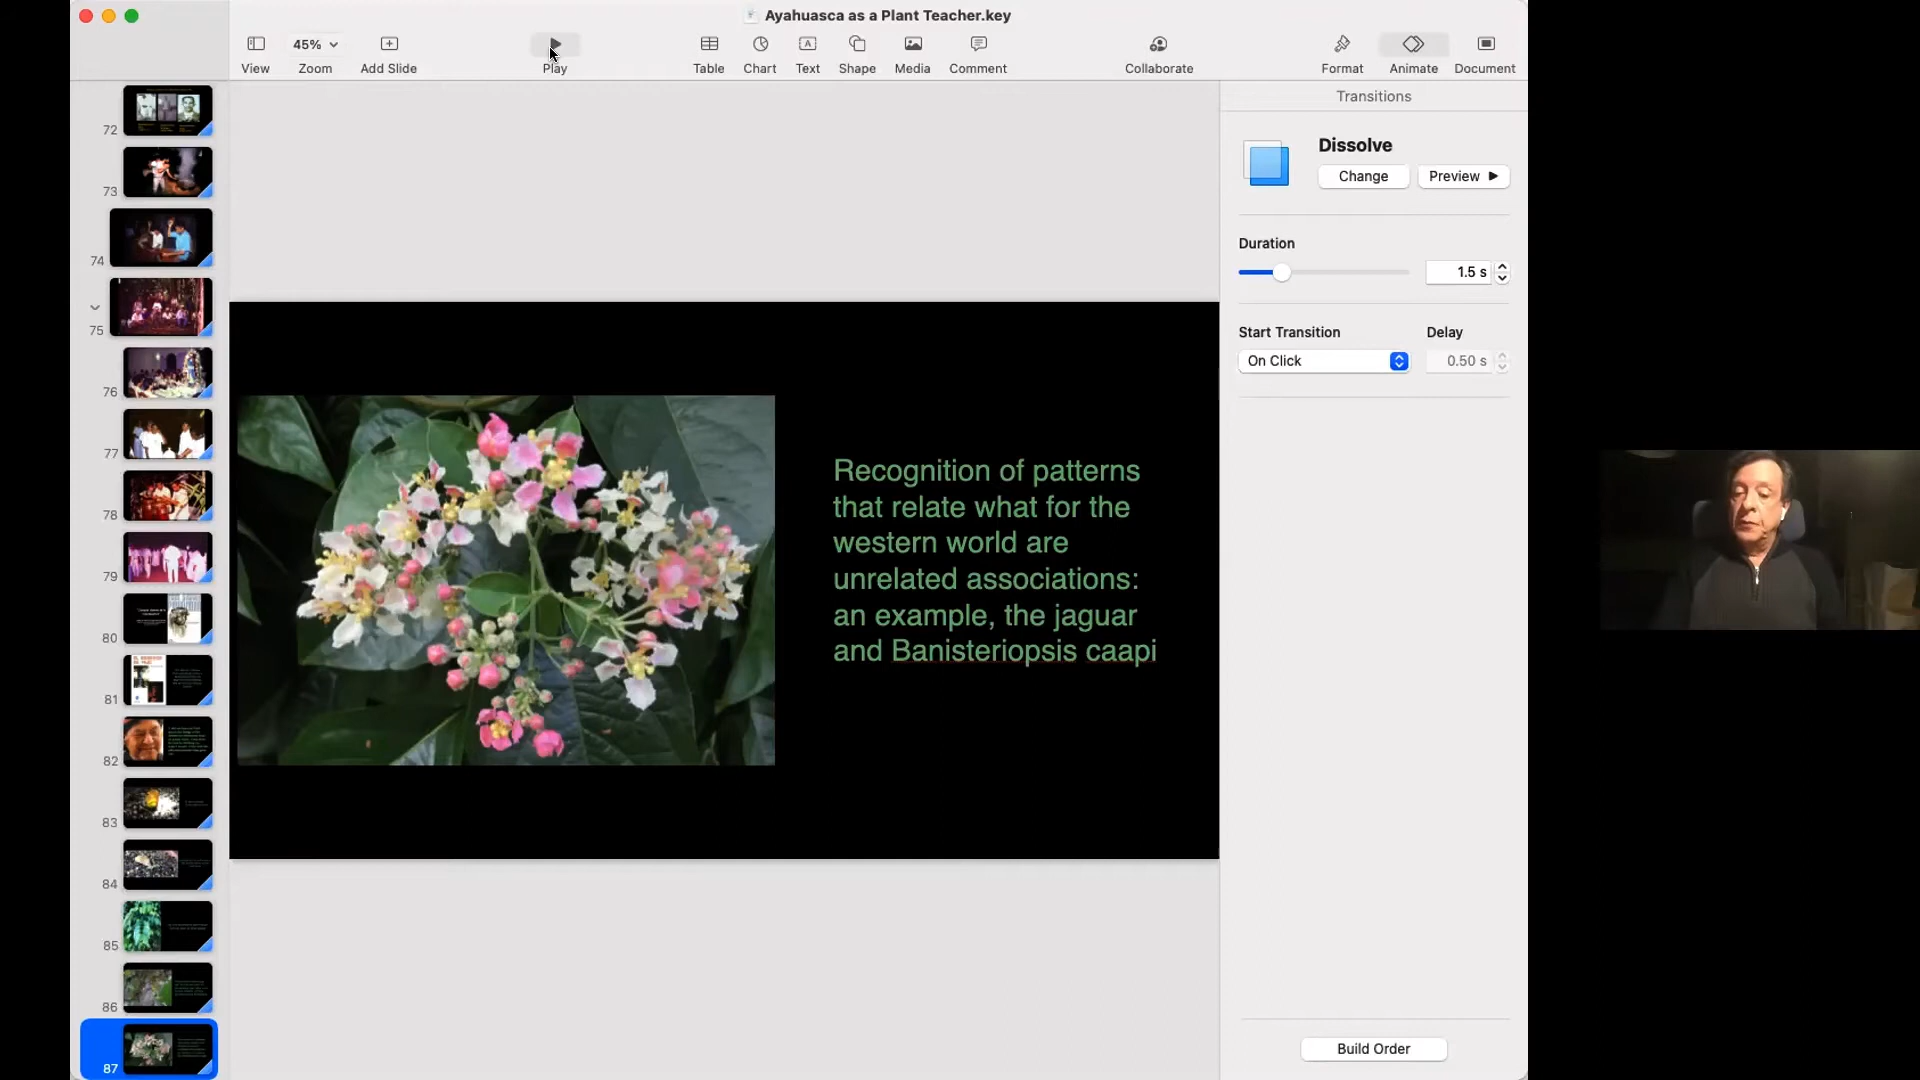 Ayahuasca as a Plant Teacher.key
45%
View
Zoom
Add Slide
Play
Table
Chart
Text
Shape
Media
Comment
Collaborate
Format
Animate
Document
72
73
74
75
76
77
78
79
80
81
82
83
84
85
86
87
Recognition of patterns
that relate what for the
western world are
unrelated associations:
an example, the jaguar
and Banisteriopsis caapi
Transitions
Dissolve
Change
Preview
Duration
1.5 s
Start Transition
Delay
On Click
0.50 s
Build Order